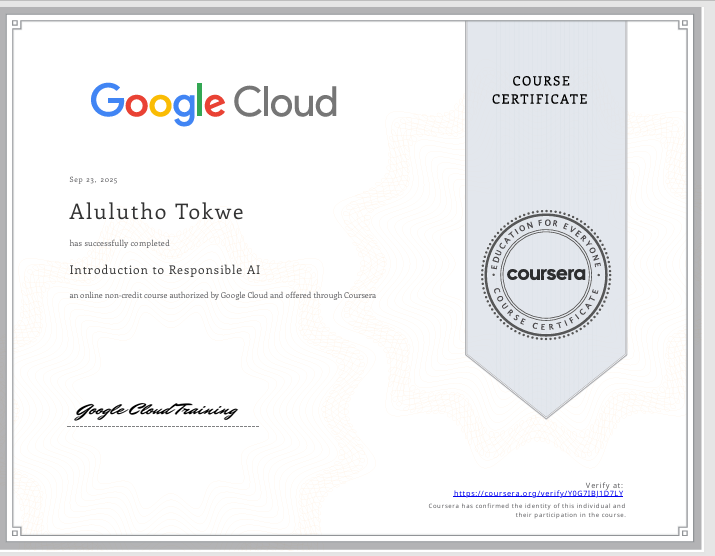 COURSE
CERTIFICATE
Google Cloud
Sep 23, 2025
Alulutho Tokwe
has successfully completed
Introduction to Responsible AI
an online non-credit course authorized by Google Cloud and offered through Coursera
EDUCATION FOR EVERYONE
coursera
COURSE CERTIFICATE
Google Cloud Training
Verify at:
https://coursera.org/verify/Y0G7IBJ1D7LY
Coursera has confirmed the identity of this individual and
their participation in the course.